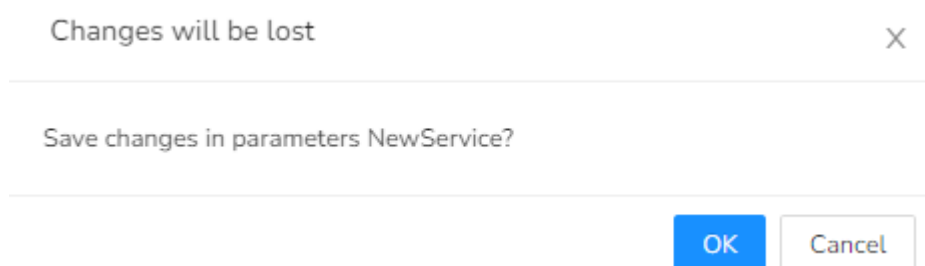 Changes will be lost
X
Save changes in parameters NewService?
OK
Cancel